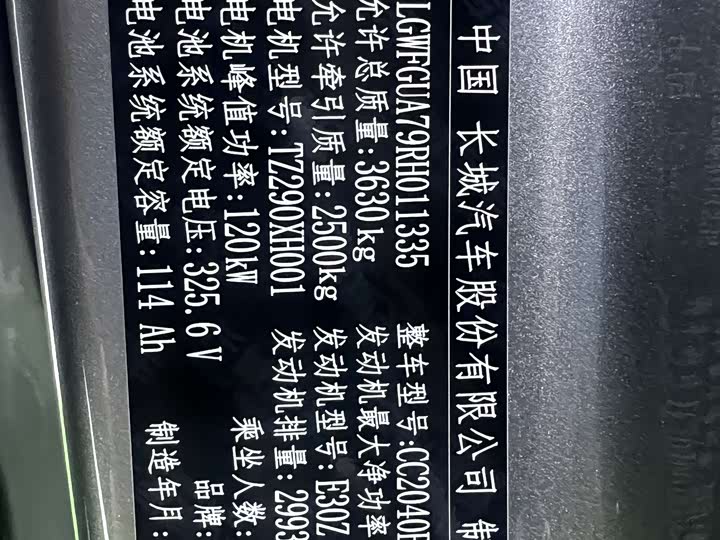 中国 长城汽车股份有限公司 制
LGWFGUA79RH011335 整车型号:CC2040
允许总质量:3630kg 发动机最大净功率
允许牵引质量:2500kg 发动机型号:E30Z
电机型号:TZ290XH001 发动机排量:2993
电机峰值功率:120kW 乘坐人数:
电池系统额定电压:325.6V 品牌:
电池系统额定容量:114 Ah 制造年月: